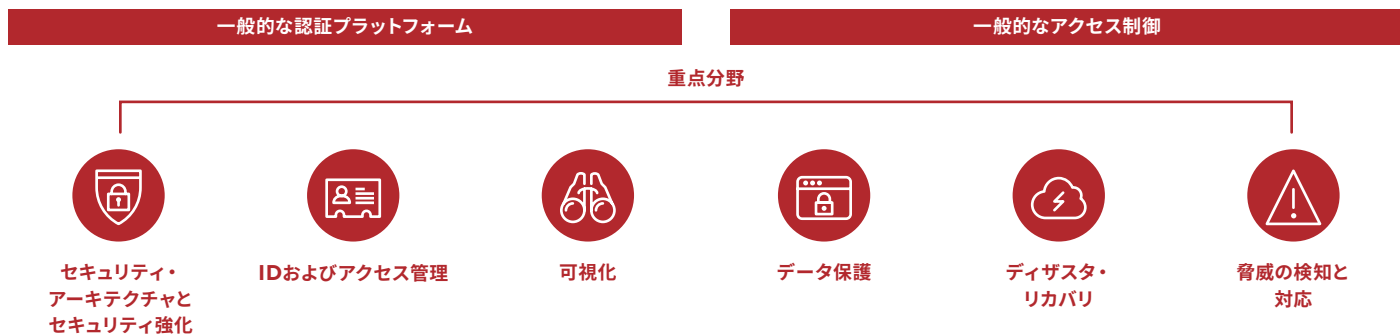 一般的な認証プラットフォーム
一般的なアクセス制御
重点分野
セキュリティ・
アーキテクチャと
セキュリティ強化
IDおよびアクセス管理
可視化
データ保護
ディザスタ・
リカバリ
脅威の検知と
対応